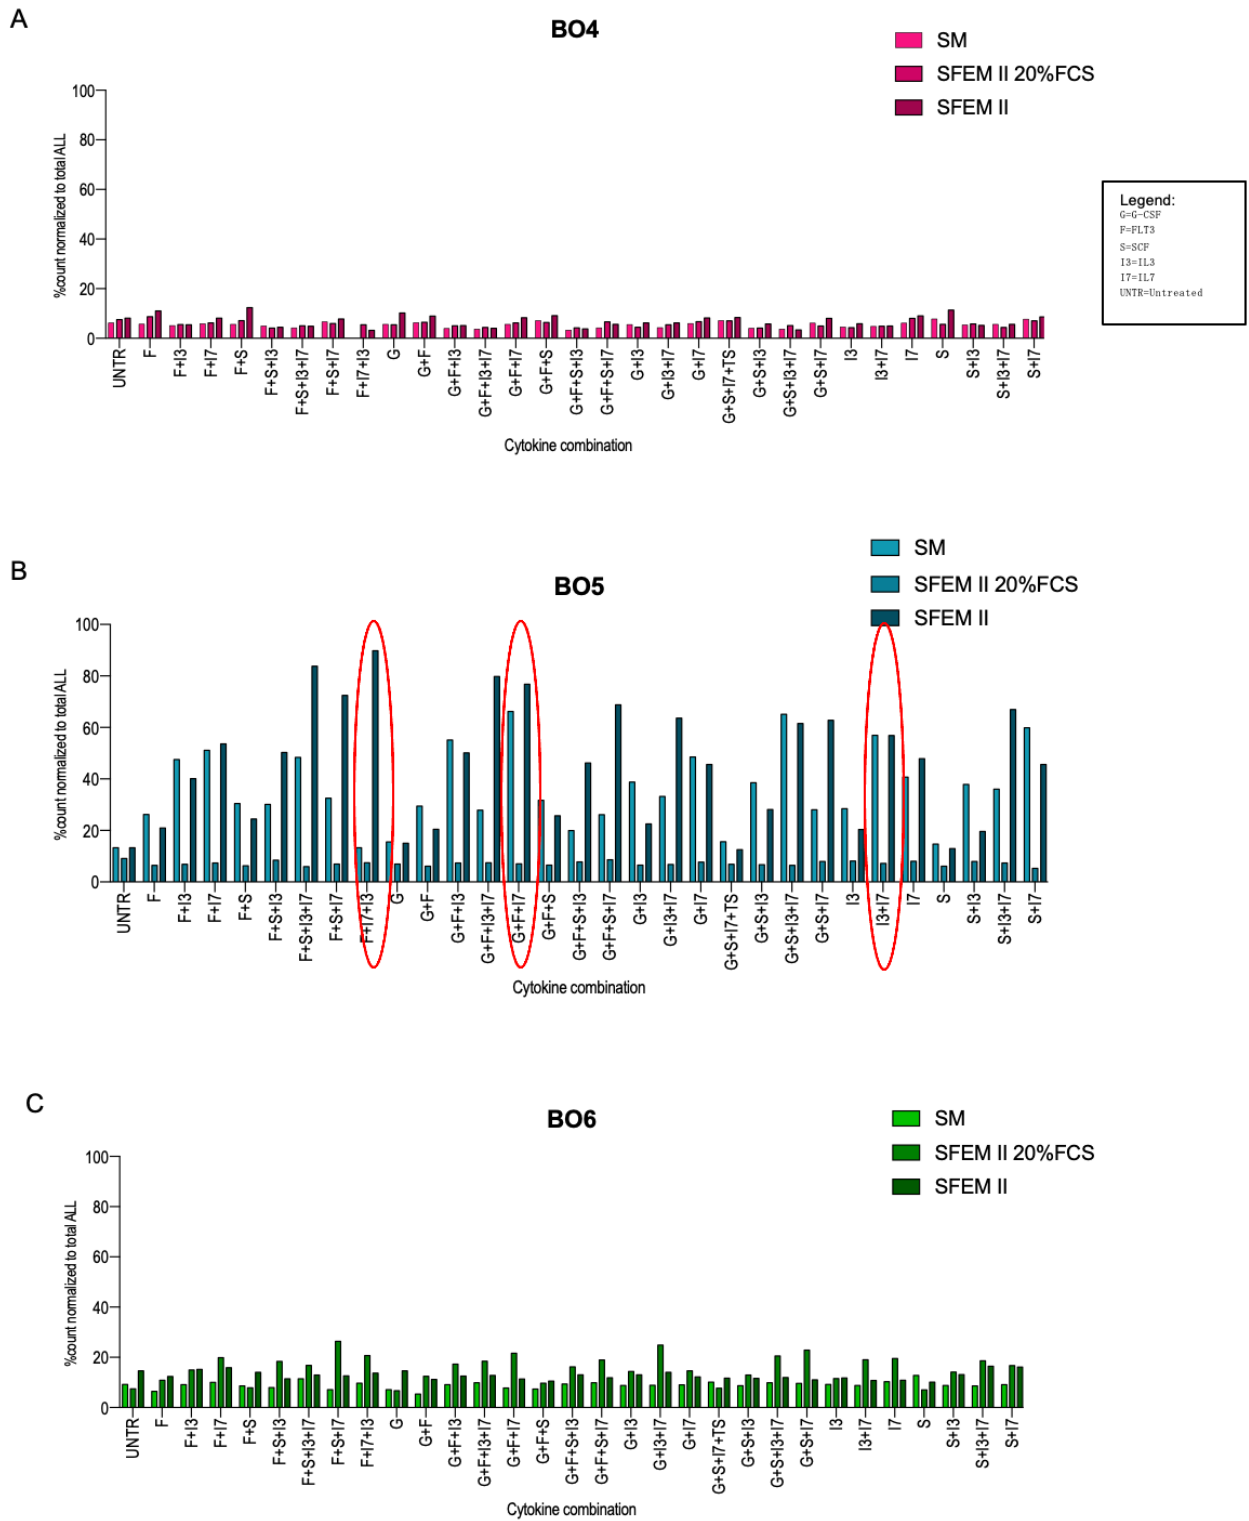 A
BO4
SM
SFEM II 20%FCS
SFEM II
%count normalized to total ALL
100
80
60
40
20
0
UNTR
F
F+I3
F+I7
F+S
F+S+I3
F+S+I3+I7
F+S+I7
F+I7+I3
G
G+F
G+F+I3
G+F+I3+I7
G+F+I7
G+F+S
G+F+S+I3
G+F+S+I7
G+I3
G+I3+I7
G+I7
G+S+I7+TS
G+S+I3
G+S+I3+I7
G+S+I7
I3
I3+I7
I7
S
S+I3
S+I3+I7
S+I7
Cytokine combination
Legend:
G=G-CSF
F=FLT3
S=SCF
I3=IL3
I7=IL7
UNTR=Untreated
B
BO5
SM
SFEM II 20%FCS
SFEM II
%count normalized to total ALL
100
80
60
40
20
0
UNTR
F
F+I3
F+I7
F+S
F+S+I3
F+S+I3+I7
F+S+I7
F+I7+I3
G
G+F
G+F+I3
G+F+I3+I7
G+F+I7
G+F+S
G+F+S+I3
G+F+S+I7
G+I3
G+I3+I7
G+I7
G+S+I7+TS
G+S+I3
G+S+I3+I7
G+S+I7
I3
I3+I7
I7
S
S+I3
S+I3+I7
S+I7
Cytokine combination
C
BO6
SM
SFEM II 20%FCS
SFEM II
%count normalized to total ALL
100
80
60
40
20
0
UNTR
F
F+I3
F+I7
F+S
F+S+I3
F+S+I3+I7
F+S+I7
F+I7+I3
G
G+F
G+F+I3
G+F+I3+I7
G+F+I7
G+F+S
G+F+S+I3
G+F+S+I7
G+I3
G+I3+I7
G+I7
G+S+I7+TS
G+S+I3
G+S+I3+I7
G+S+I7
I3
I3+I7
I7
S
S+I3
S+I3+I7
S+I7
Cytokine combination